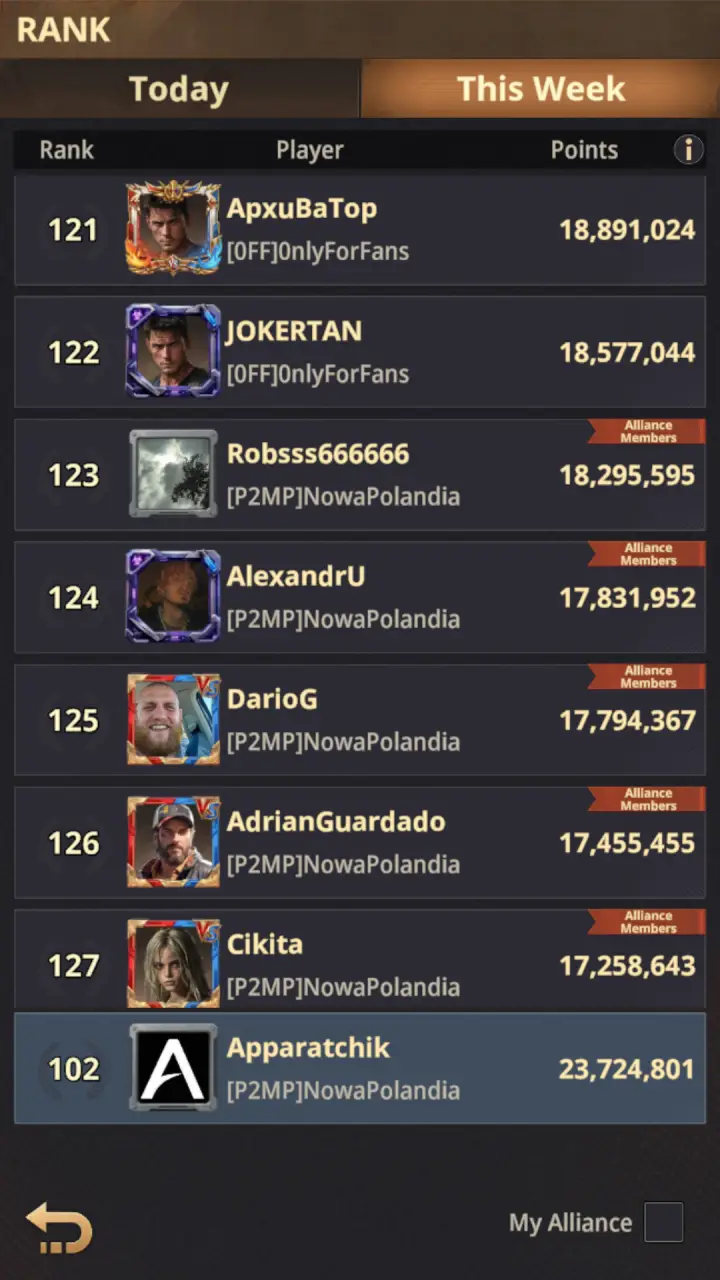 RANK
Today
This Week
Rank
Player
Points
i
121
ApxuBaTop
[0FF]0nlyForFans
18,891,024
122
JOKERTAN
[0FF]0nlyForFans
18,577,044
Alliance
Members
123
Robsss666666
[P2MP]NowaPolandia
18,295,595
Alliance
Members
124
AlexandrU
[P2MP]NowaPolandia
17,831,952
Alliance
Members
125
DarioG
[P2MP]NowaPolandia
17,794,367
Alliance
Members
126
AdrianGuardado
[P2MP]NowaPolandia
17,455,455
Alliance
Members
127
Cikita
[P2MP]NowaPolandia
17,258,643
102
A
Apparatchik
[P2MP]NowaPolandia
23,724,801
My Alliance